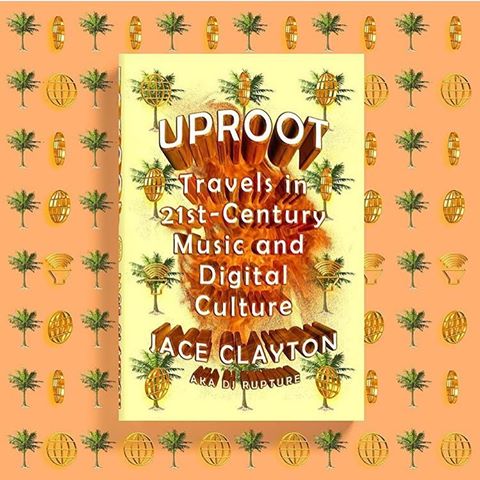 UPROOT
Travels in
21st-Century
Music and
Digital
Culture
JACE CLAYTON
AKA DJ RUPTURE